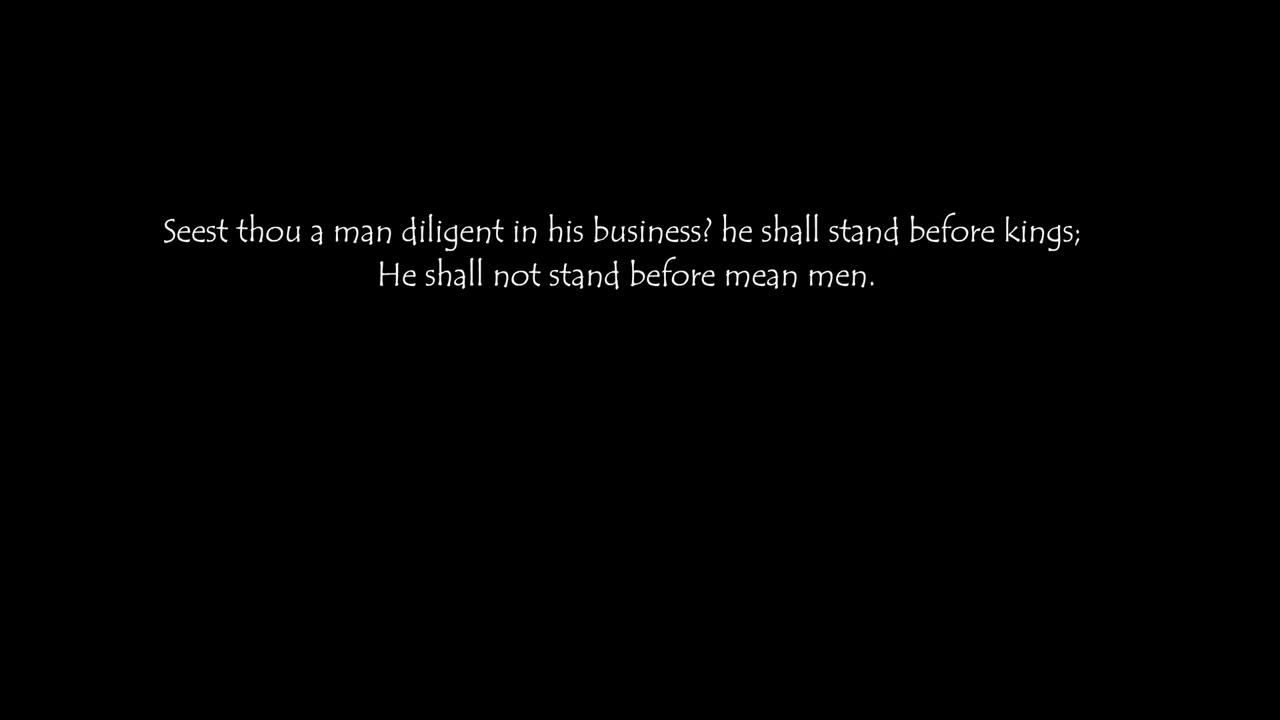 Seest thou a man diligent in his business? he shall stand before kings;
He shall not stand before mean men.